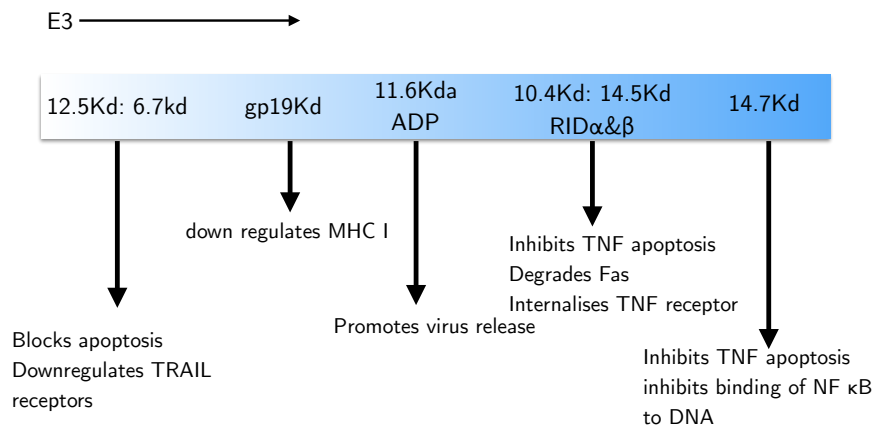 E3
12.5Kd: 6.7kd
gp19Kd
11.6Kda
ADP
10.4Kd: 14.5Kd
RIDα&β
14.7Kd
down regulates MHC I
Inhibits TNF apoptosis
Degrades Fas
Internalises TNF receptor
Promotes virus release
Blocks apoptosis
Downregulates TRAIL
receptors
Inhibits TNF apoptosis
inhibits binding of NF κB
to DNA